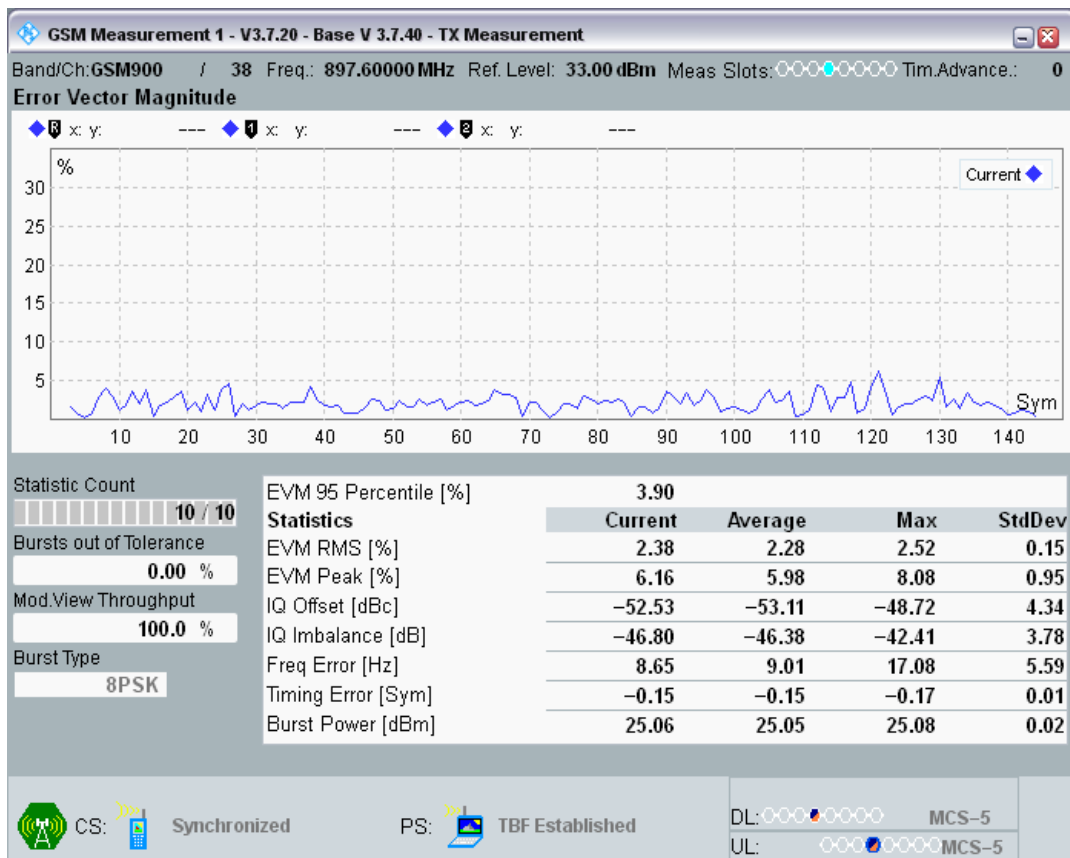 GSM Measurement 1 - V3.7.20 - Base V 3.7.40 - TX Measurement
Band/Ch:GSM900 / 38 Freq.: 897.60000 MHz Ref. Level: 33.00 dBm Meas Slots: Tim.Advance.: 0
Error Vector Magnitude
R x: y: --- 1 x: y: --- 2 x: y: ---
%
Current
30
25
20
15
10
5
Sym
10 20 30 40 50 60 70 80 90 100 110 120 130 140
Statistic Count
10 / 10
Bursts out of Tolerance
0.00 %
Mod.View Throughput
100.0 %
Burst Type
8PSK
EVM 95 Percentile [%] 3.90
Statistics Current Average Max StdDev
EVM RMS [%] 2.38 2.28 2.52 0.15
EVM Peak [%] 6.16 5.98 8.08 0.95
IQ Offset [dBc] −52.53 −53.11 −48.72 4.34
IQ Imbalance [dB] −46.80 −46.38 −42.41 3.78
Freq Error [Hz] 8.65 9.01 17.08 5.59
Timing Error [Sym] −0.15 −0.15 −0.17 0.01
Burst Power [dBm] 25.06 25.05 25.08 0.02
CS: Synchronized PS: TBF Established
DL: MCS−5
UL: MCS−5